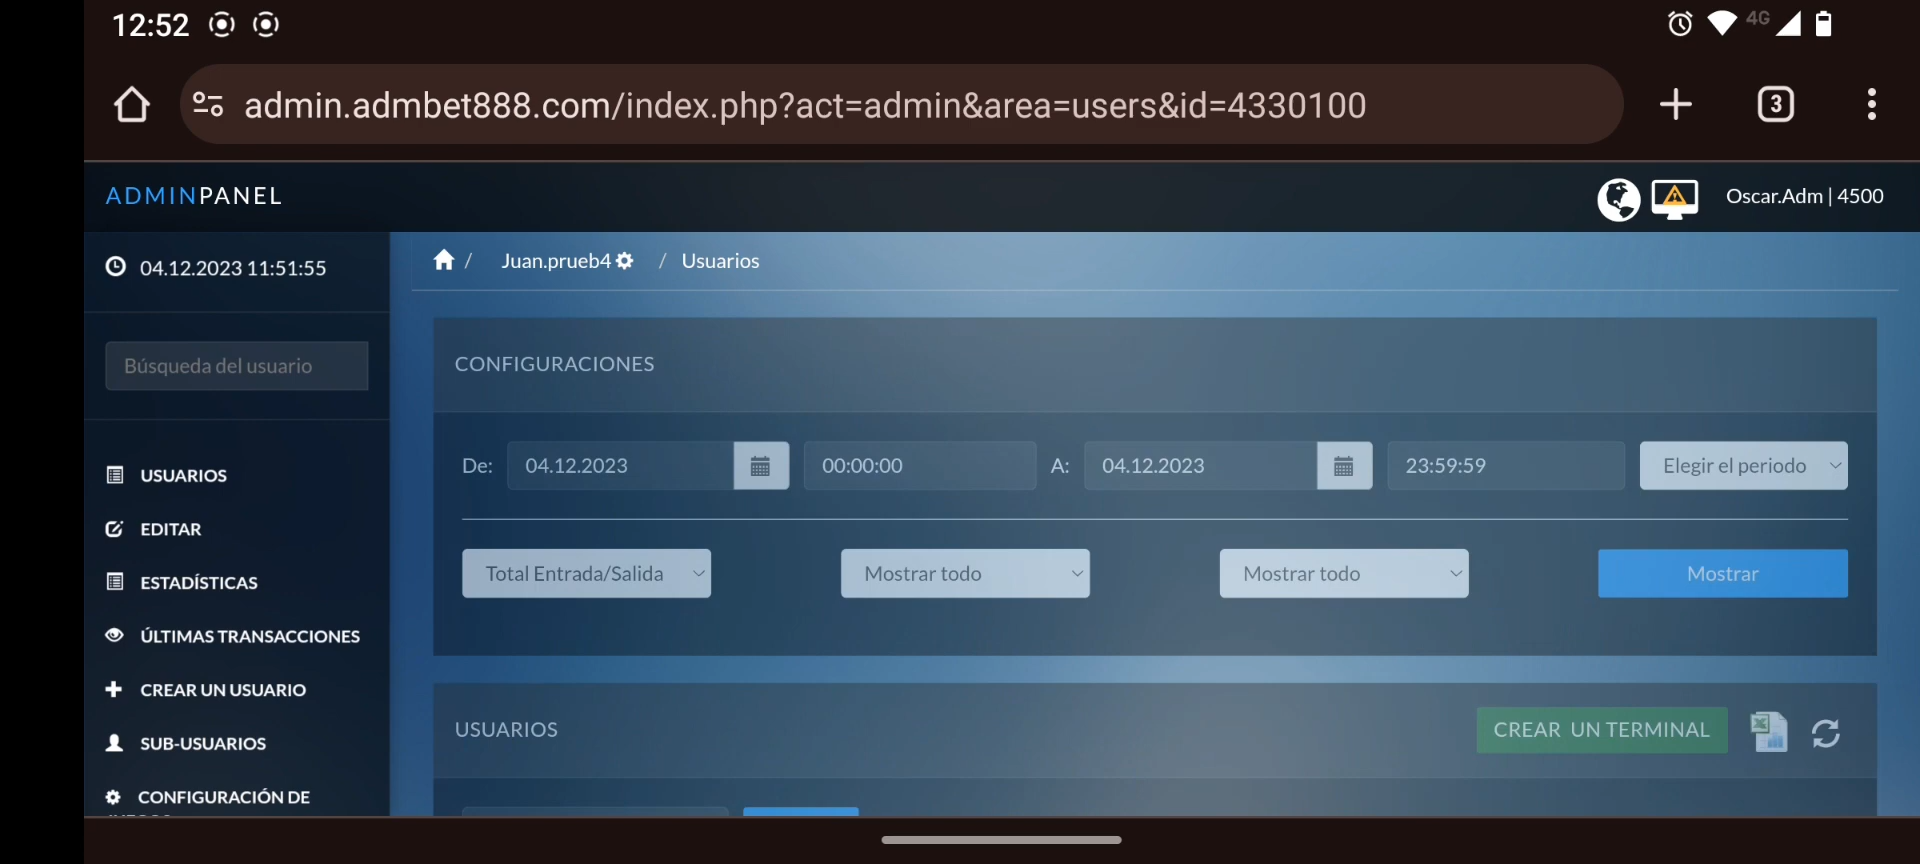 12:52
4G
admin.admbet888.com/index.php?act=admin&area=users&id=4330100
3
ADMINPANEL
Oscar.Adm | 4500
04.12.2023 11:51:55
/ Juan.prueb4 / Usuarios
Búsqueda del usuario
CONFIGURACIONES
De: 04.12.2023 00:00:00 A: 04.12.2023 23:59:59 Elegir el periodo
Total Entrada/Salida Mostrar todo Mostrar todo Mostrar
USUARIOS
EDITAR
ESTADÍSTICAS
ÚLTIMAS TRANSACCIONES
CREAR UN USUARIO
SUB-USUARIOS
CONFIGURACIÓN DE
USUARIOS
CREAR UN TERMINAL